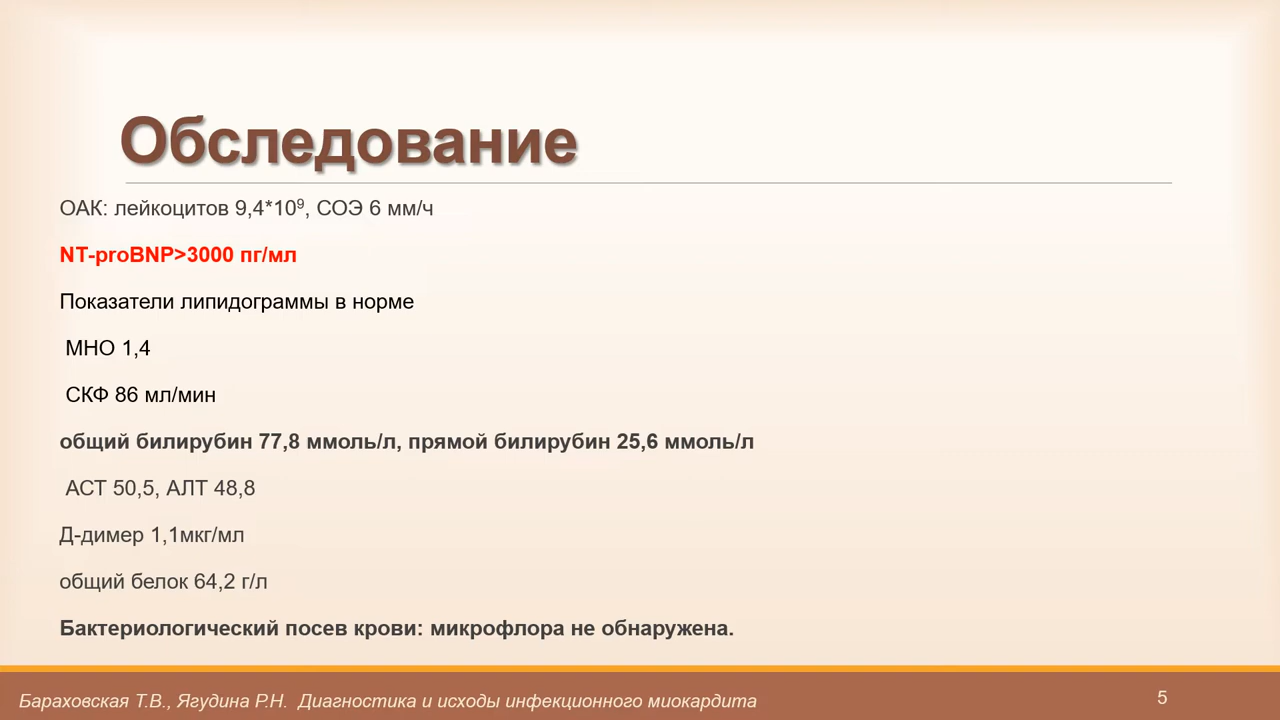 Обследование
ОАК: лейкоцитов 9,4*10⁹, СОЭ 6 мм/ч
NT-proBNP>3000 пг/мл
Показатели липидограммы в норме
МНО 1,4
СКФ 86 мл/мин
общий билирубин 77,8 ммоль/л, прямой билирубин 25,6 ммоль/л
АСТ 50,5, АЛТ 48,8
Д-димер 1,1мкг/мл
общий белок 64,2 г/л
Бактериологический посев крови: микрофлора не обнаружена.
Бараховская Т.В., Ягудина Р.Н. Диагностика и исходы инфекционного миокардита
5